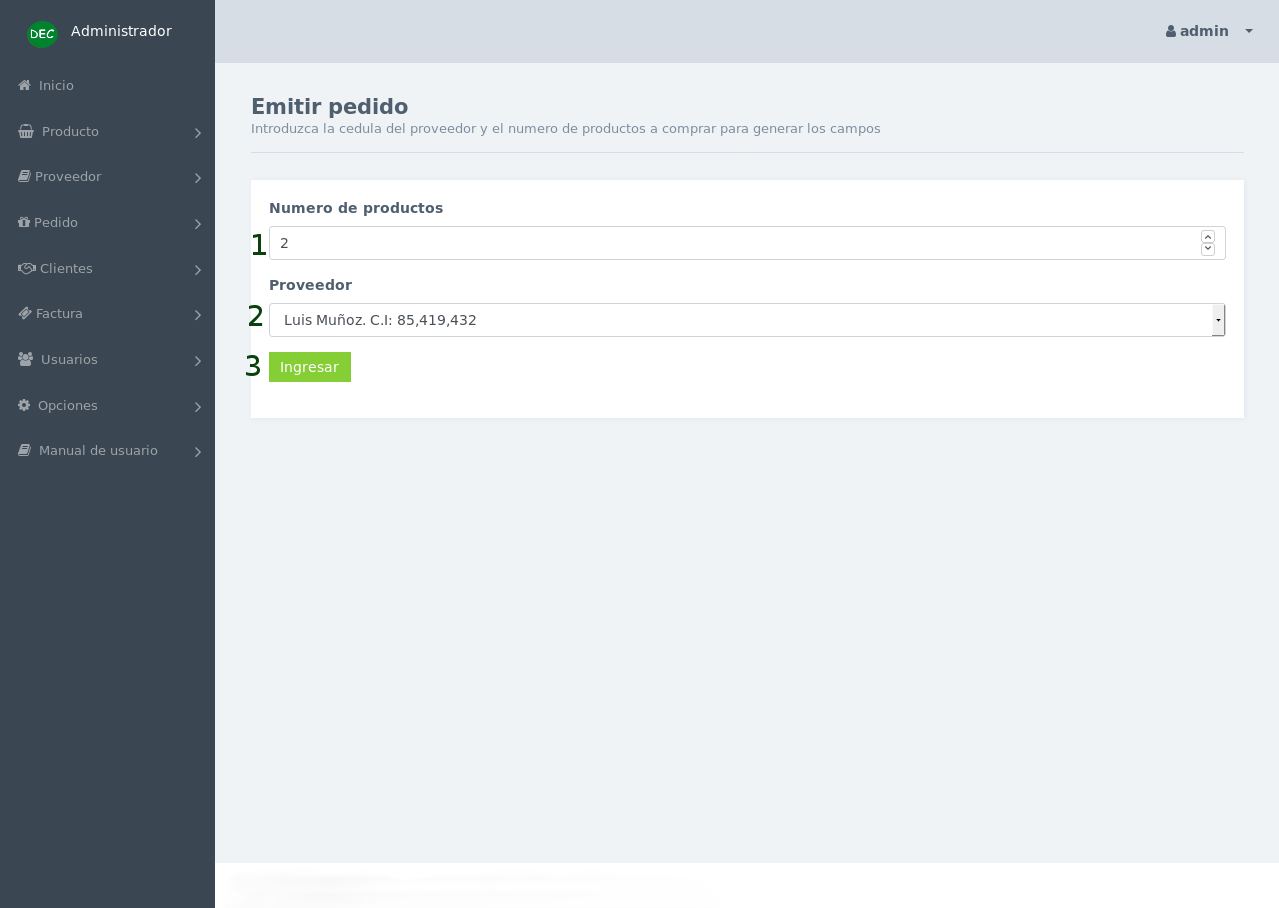 DEC Administrador
admin
Inicio
Producto
Proveedor
Pedido
Clientes
Factura
Usuarios
Opciones
Manual de usuario
Emitir pedido
Introduzca la cedula del proveedor y el numero de productos a comprar para generar los campos
Numero de productos
1 2
Proveedor
2 Luis Muñoz. C.I: 85,419,432
3 Ingresar